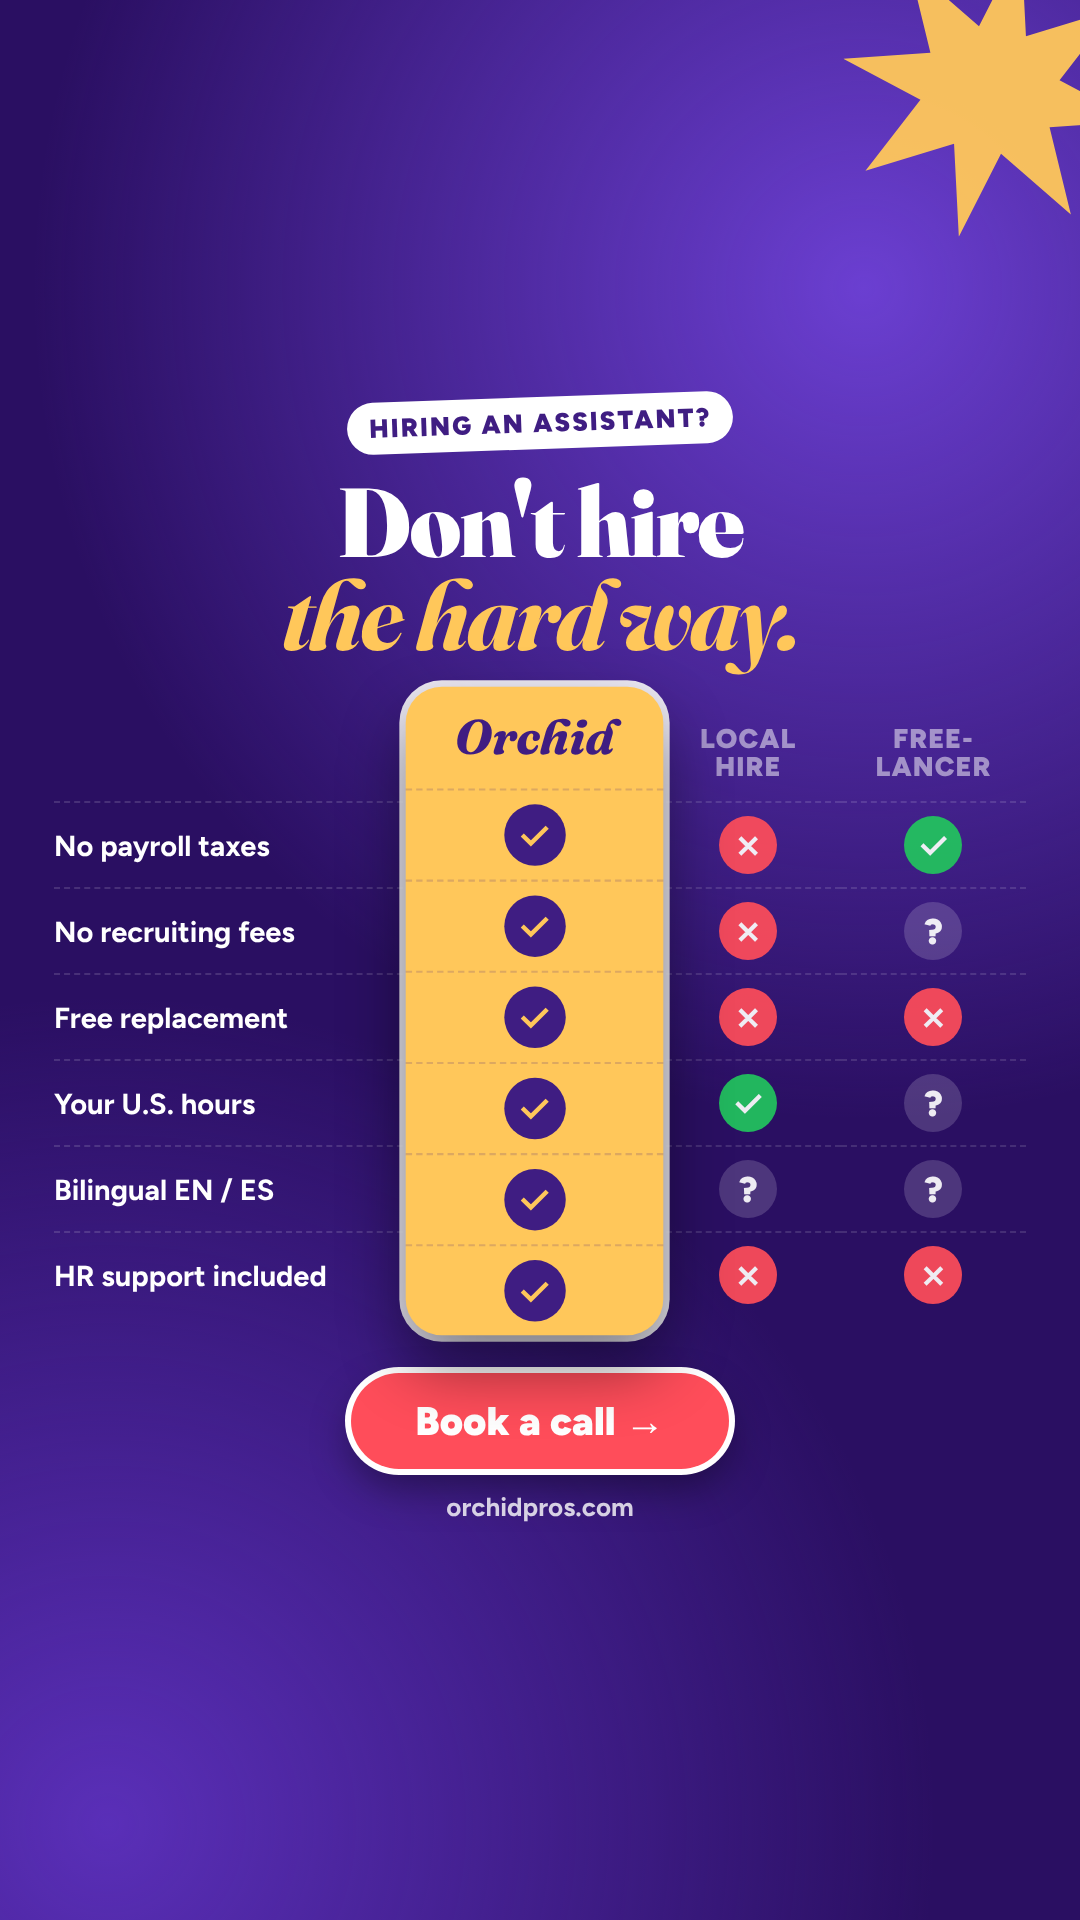 HIRING AN ASSISTANT?
Don't hire
the hard way.
Orchid
LOCAL
HIRE
FREE-
LANCER
No payroll taxes
No recruiting fees
?
Free replacement
Your U.S. hours
?
Bilingual EN / ES
? ?
HR support included
Book a call →
orchidpros.com